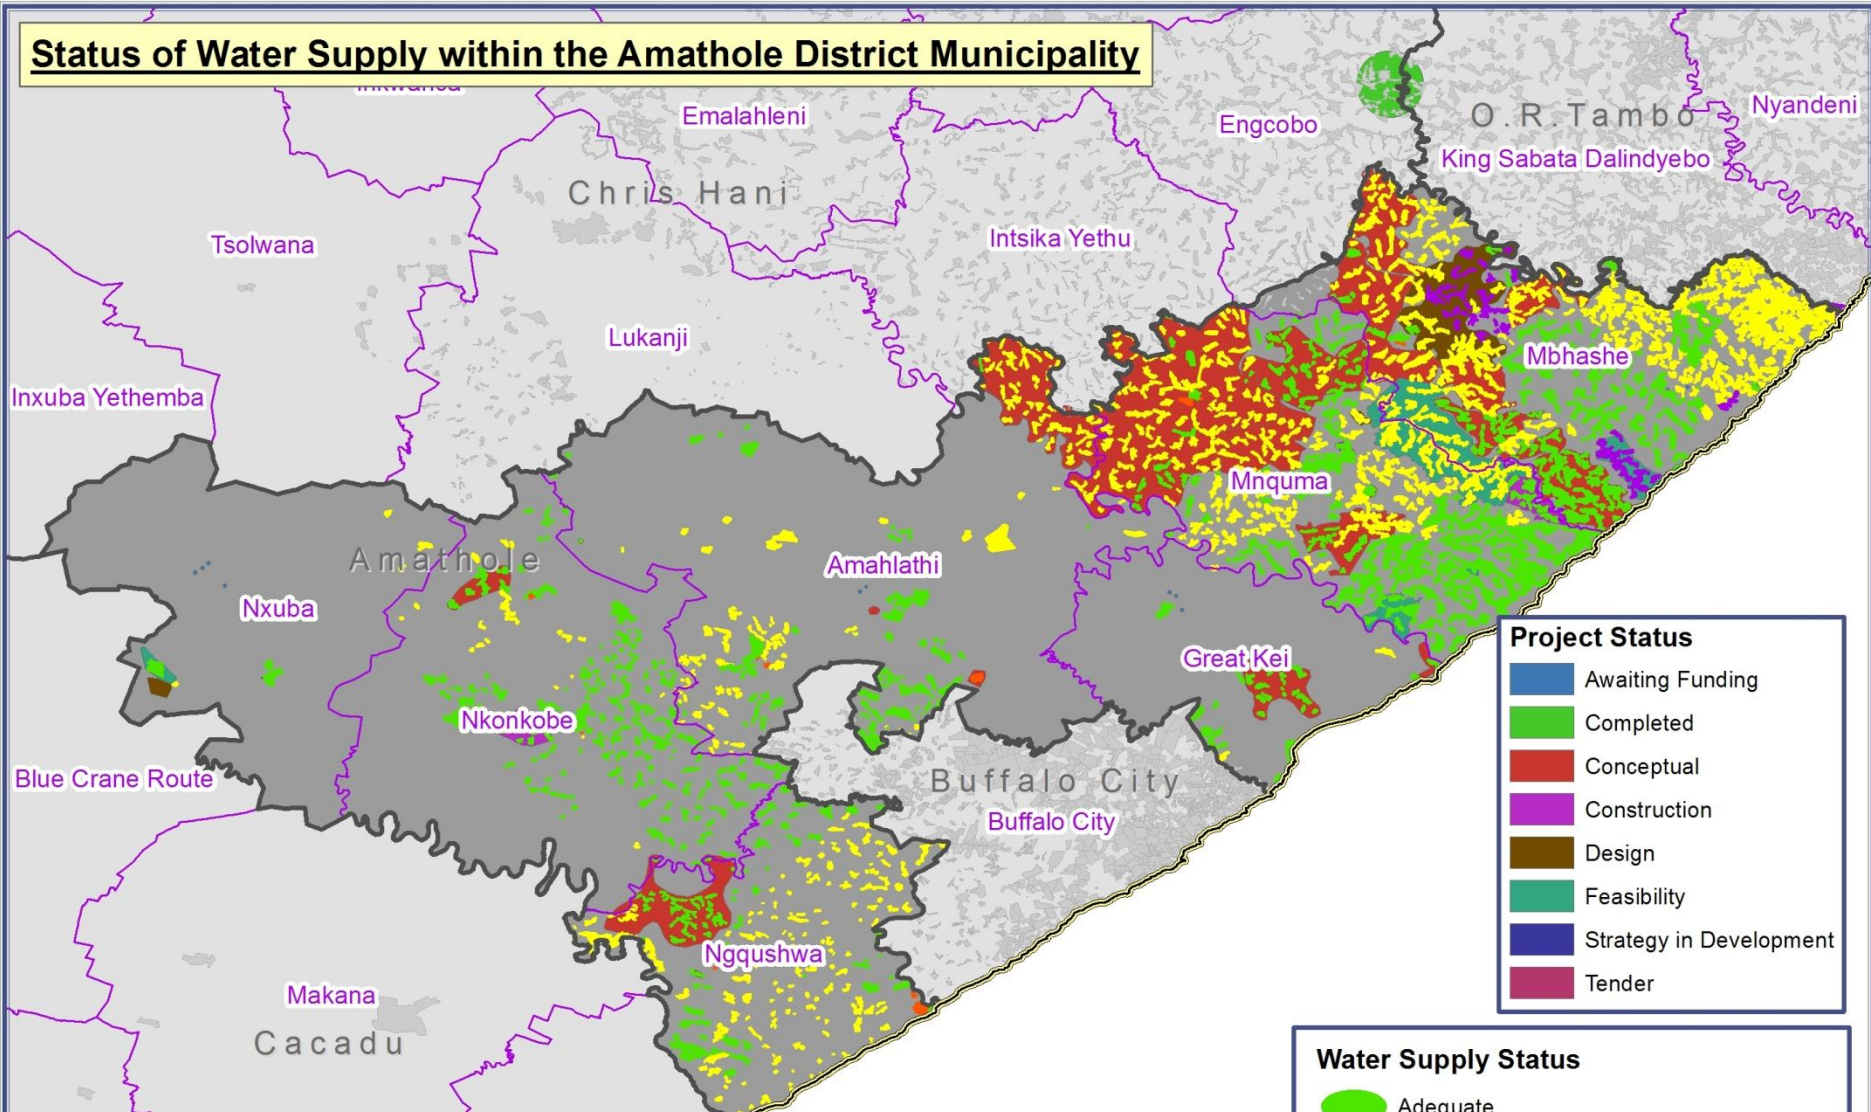 Status of Water Supply within the Amathole District Municipality
Emalahleni
Engcobo
O.R.Tambo
Nyandeni
King Sabata Dalindyebo
Chris Hani
Tsolwana
Intsika Yethu
Lukanji
Mbhashe
Inxuba Yethemba
Mnquma
Amathole
Amahlathi
Nxuba
Great Kei
Nkonkobe
Blue Crane Route
Buffalo City
Buffalo City
Ngqushwa
Makana
Cacadu
Project Status
Awaiting Funding
Completed
Conceptual
Construction
Design
Feasibility
Strategy in Development
Tender
Water Supply Status
Adequate